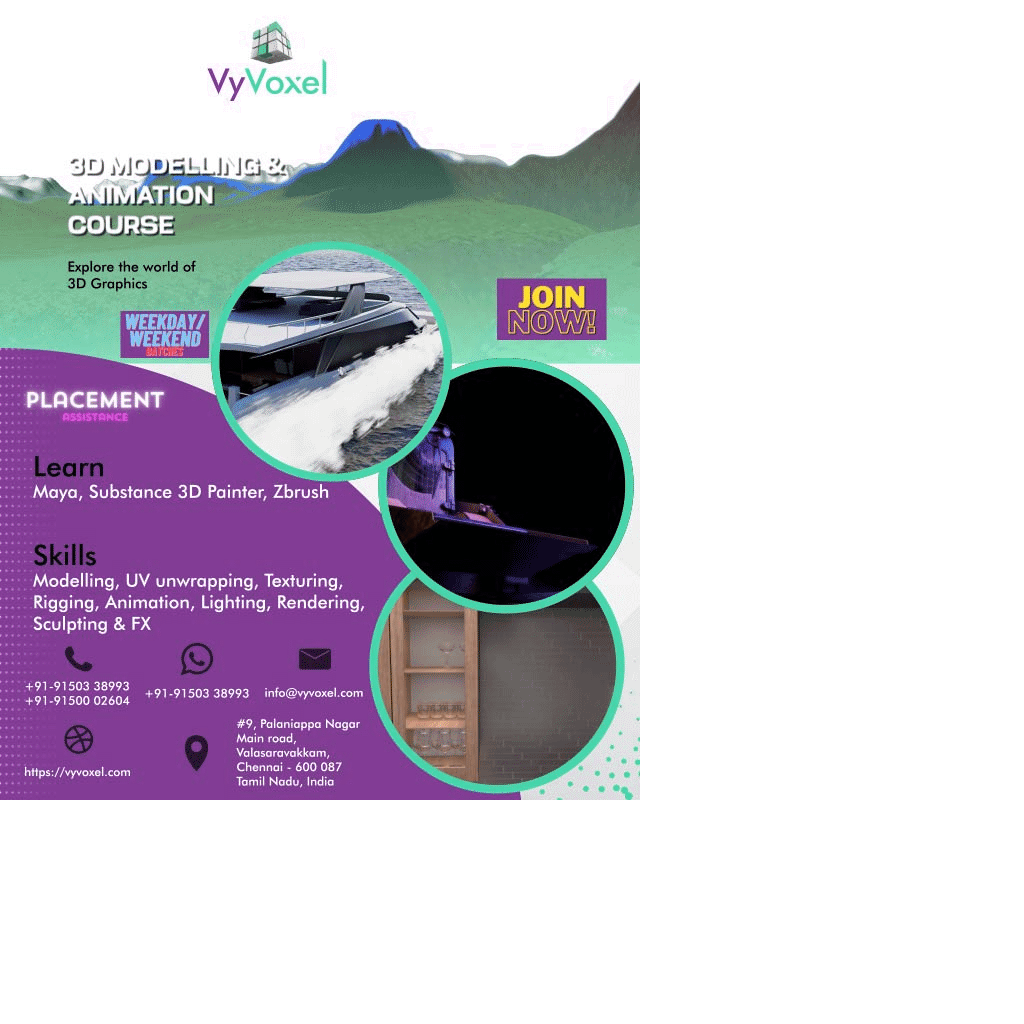 VyVoxel
3D MODELLING &
ANIMATION
COURSE
Explore the world of
3D Graphics
WEEKDAY/
WEEKEND
BATCHES
JOIN
NOW!
PLACEMENT
ASSISTANCE
Learn
Maya, Substance 3D Painter, Zbrush
Skills
Modelling, UV unwrapping, Texturing,
Rigging, Animation, Lighting, Rendering,
Sculpting & FX
+91-91503 38993
+91-91500 02604
+91-91503 38993
info@vyvoxel.com
https://vyvoxel.com
#9, Palaniappa Nagar
Main road,
Valasaravakkam,
Chennai - 600 087
Tamil Nadu, India